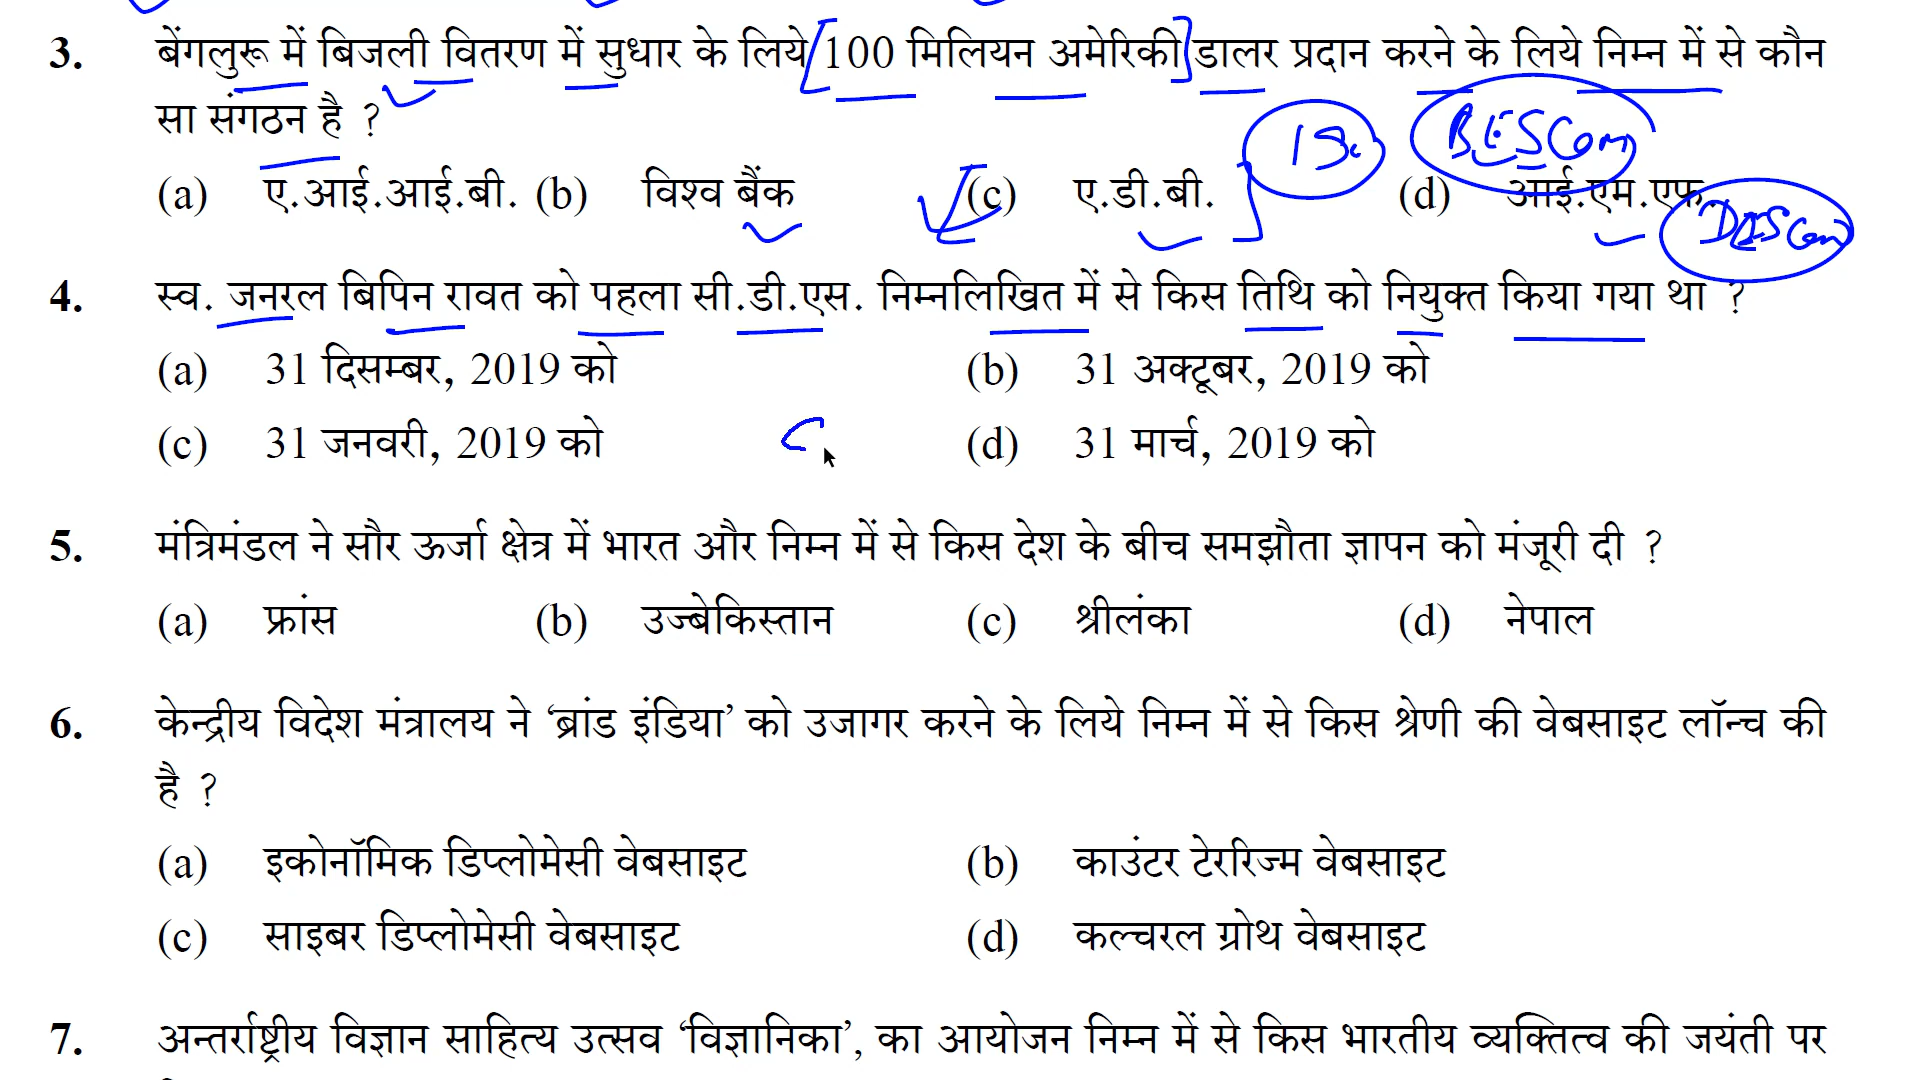 3. बेंगलुरू में बिजली वितरण में सुधार के लिये 100 मिलियन अमेरिकी डालर प्रदान करने के लिये निम्न में से कौन
सा संगठन है ?
(a) ए.आई.आई.बी. (b) विश्व बैंक (c) ए.डी.बी. (d) आई.एम.एफ.
BESCom
DISCom
4. स्व. जनरल बिपिन रावत को पहला सी.डी.एस. निम्नलिखित में से किस तिथि को नियुक्त किया गया था ?
(a) 31 दिसम्बर, 2019 को (b) 31 अक्टूबर, 2019 को
(c) 31 जनवरी, 2019 को (d) 31 मार्च, 2019 को
5. मंत्रिमंडल ने सौर ऊर्जा क्षेत्र में भारत और निम्न में से किस देश के बीच समझौता ज्ञापन को मंजूरी दी ?
(a) फ्रांस (b) उज्बेकिस्तान (c) श्रीलंका (d) नेपाल
6. केन्द्रीय विदेश मंत्रालय ने ‘ब्रांड इंडिया’ को उजागर करने के लिये निम्न में से किस श्रेणी की वेबसाइट लॉन्च की
है ?
(a) इकोनॉमिक डिप्लोमेसी वेबसाइट (b) काउंटर टेररिज्म वेबसाइट
(c) साइबर डिप्लोमेसी वेबसाइट (d) कल्चरल ग्रोथ वेबसाइट
7. अन्तर्राष्ट्रीय विज्ञान साहित्य उत्सव ‘विज्ञानिका’, का आयोजन निम्न में से किस भारतीय व्यक्तित्व की जयंती पर